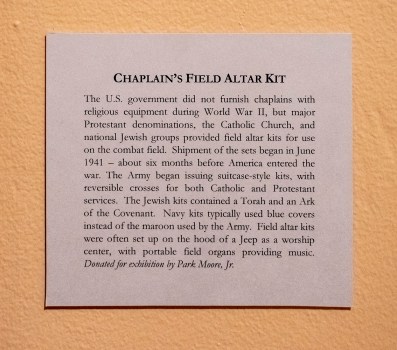 CHAPLAIN'S FIELD ALTAR KIT
The U.S. government did not furnish chaplains with
religious equipment during World War II, but major
Protestant denominations, the Catholic Church, and
national Jewish groups provided field altar kits for use
on the combat field. Shipment of the sets began in June
1941 – about six months before America entered the
war. The Army began issuing suitcase-style kits, with
reversible crosses for both Catholic and Protestant
services. The Jewish kits contained a Torah and an Ark
of the Covenant. Navy kits typically used blue covers
instead of the maroon used by the Army. Field altar kits
were often set up on the hood of a Jeep as a worship
center, with portable field organs providing music.
Donated for exhibition by Park Moore, Jr.